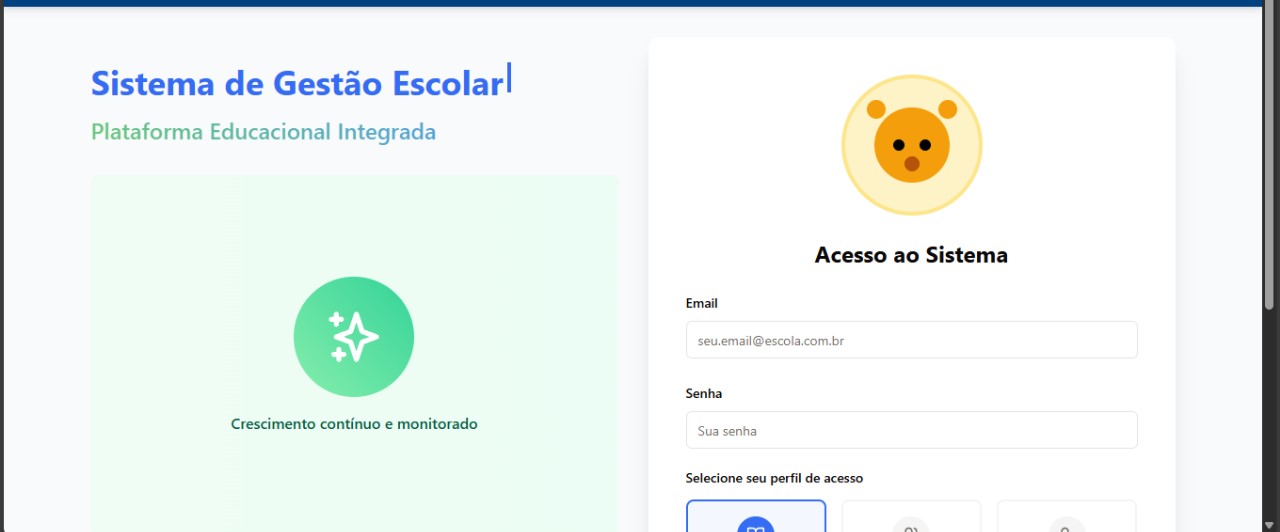 Sistema de Gestão Escolar
Plataforma Educacional Integrada
Crescimento contínuo e monitorado
Acesso ao Sistema
Email
seu.email@escola.com.br
Senha
Sua senha
Selecione seu perfil de acesso